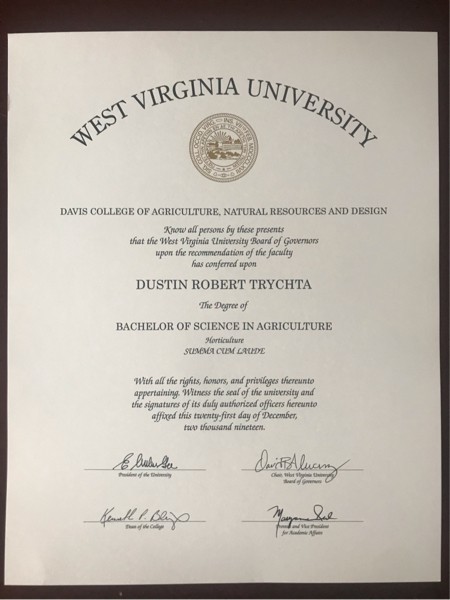 WEST VIRGINIA UNIVERSITY
DAVIS COLLEGE OF AGRICULTURE, NATURAL RESOURCES AND DESIGN
Know all persons by these presents
that the West Virginia University Board of Governors
upon the recommendation of the faculty
has conferred upon
DUSTIN ROBERT TRYCHTA
The Degree of
BACHELOR OF SCIENCE IN AGRICULTURE
Horticulture
SUMMA CUM LAUDE
With all the rights, honors, and privileges thereunto
appertaining. Witness the seal of the university and
the signatures of its duly authorized officers hereunto
affixed this twenty-first day of December,
two thousand nineteen.
President of the University
Chair, West Virginia University
Board of Governors
Dean of the College
Provost and Vice President
for Academic Affairs